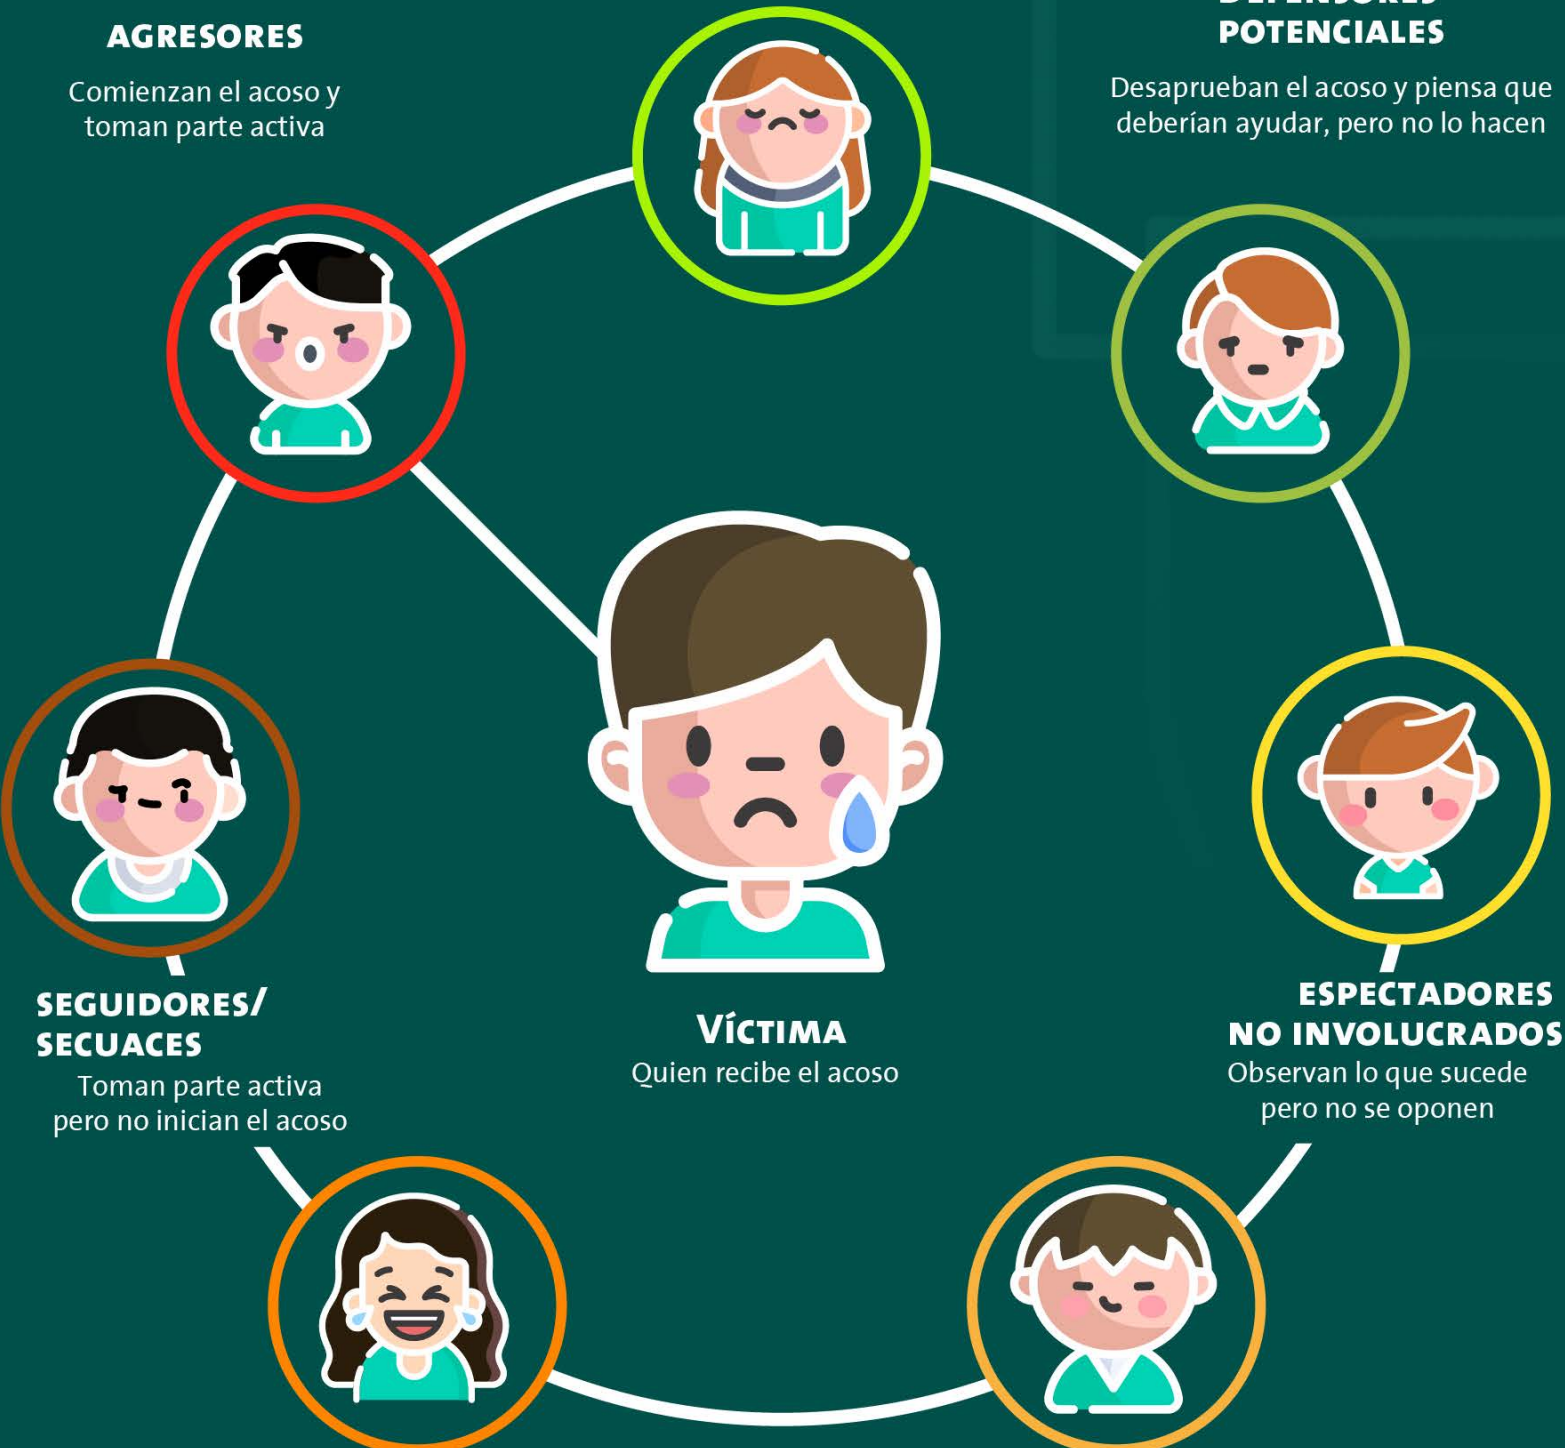 AGRESORES
Comienzan el acoso y
toman parte activa
POTENCIALES
Desaprueban el acoso y piensa que
deberían ayudar, pero no lo hacen
SEGUIDORES/
SECUACES
Toman parte activa
pero no inician el acoso
VÍCTIMA
Quien recibe el acoso
ESPECTADORES
NO INVOLUCRADOS
Observan lo que sucede
pero no se oponen